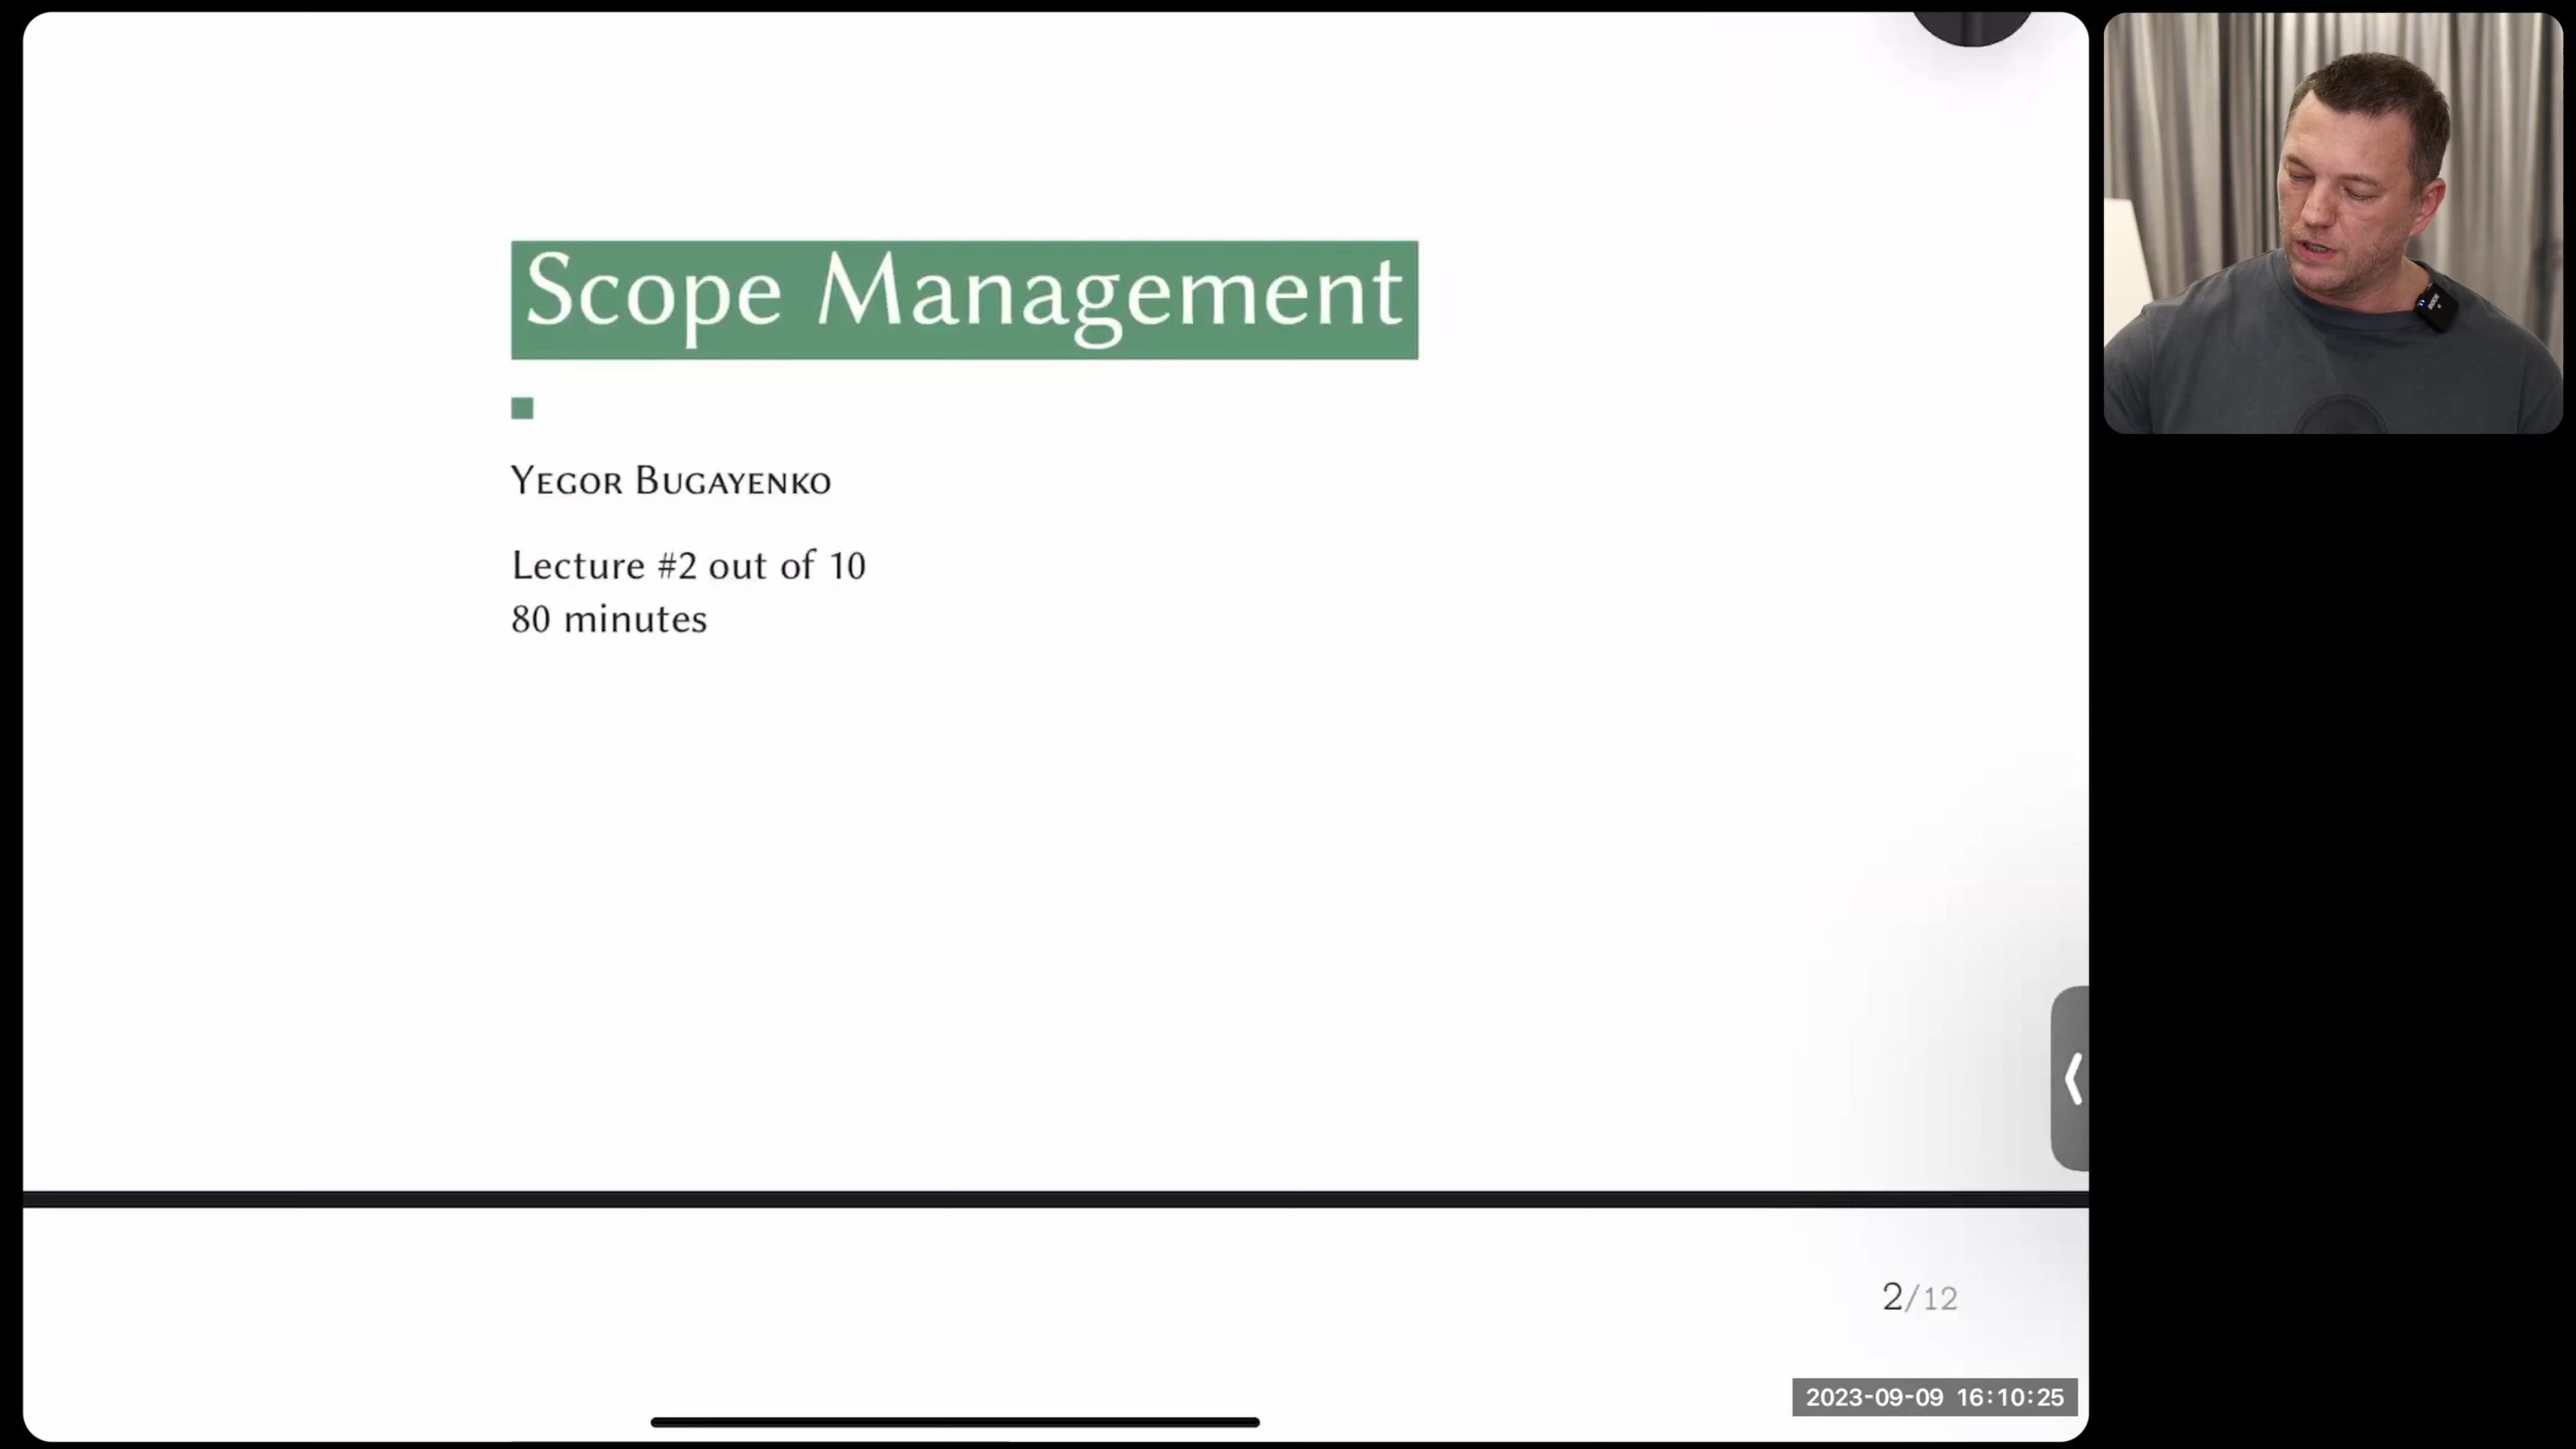 Scope Management
Yegor Bugayenko
Lecture #2 out of 10
80 minutes
2/12
2023-09-09 16:10:25